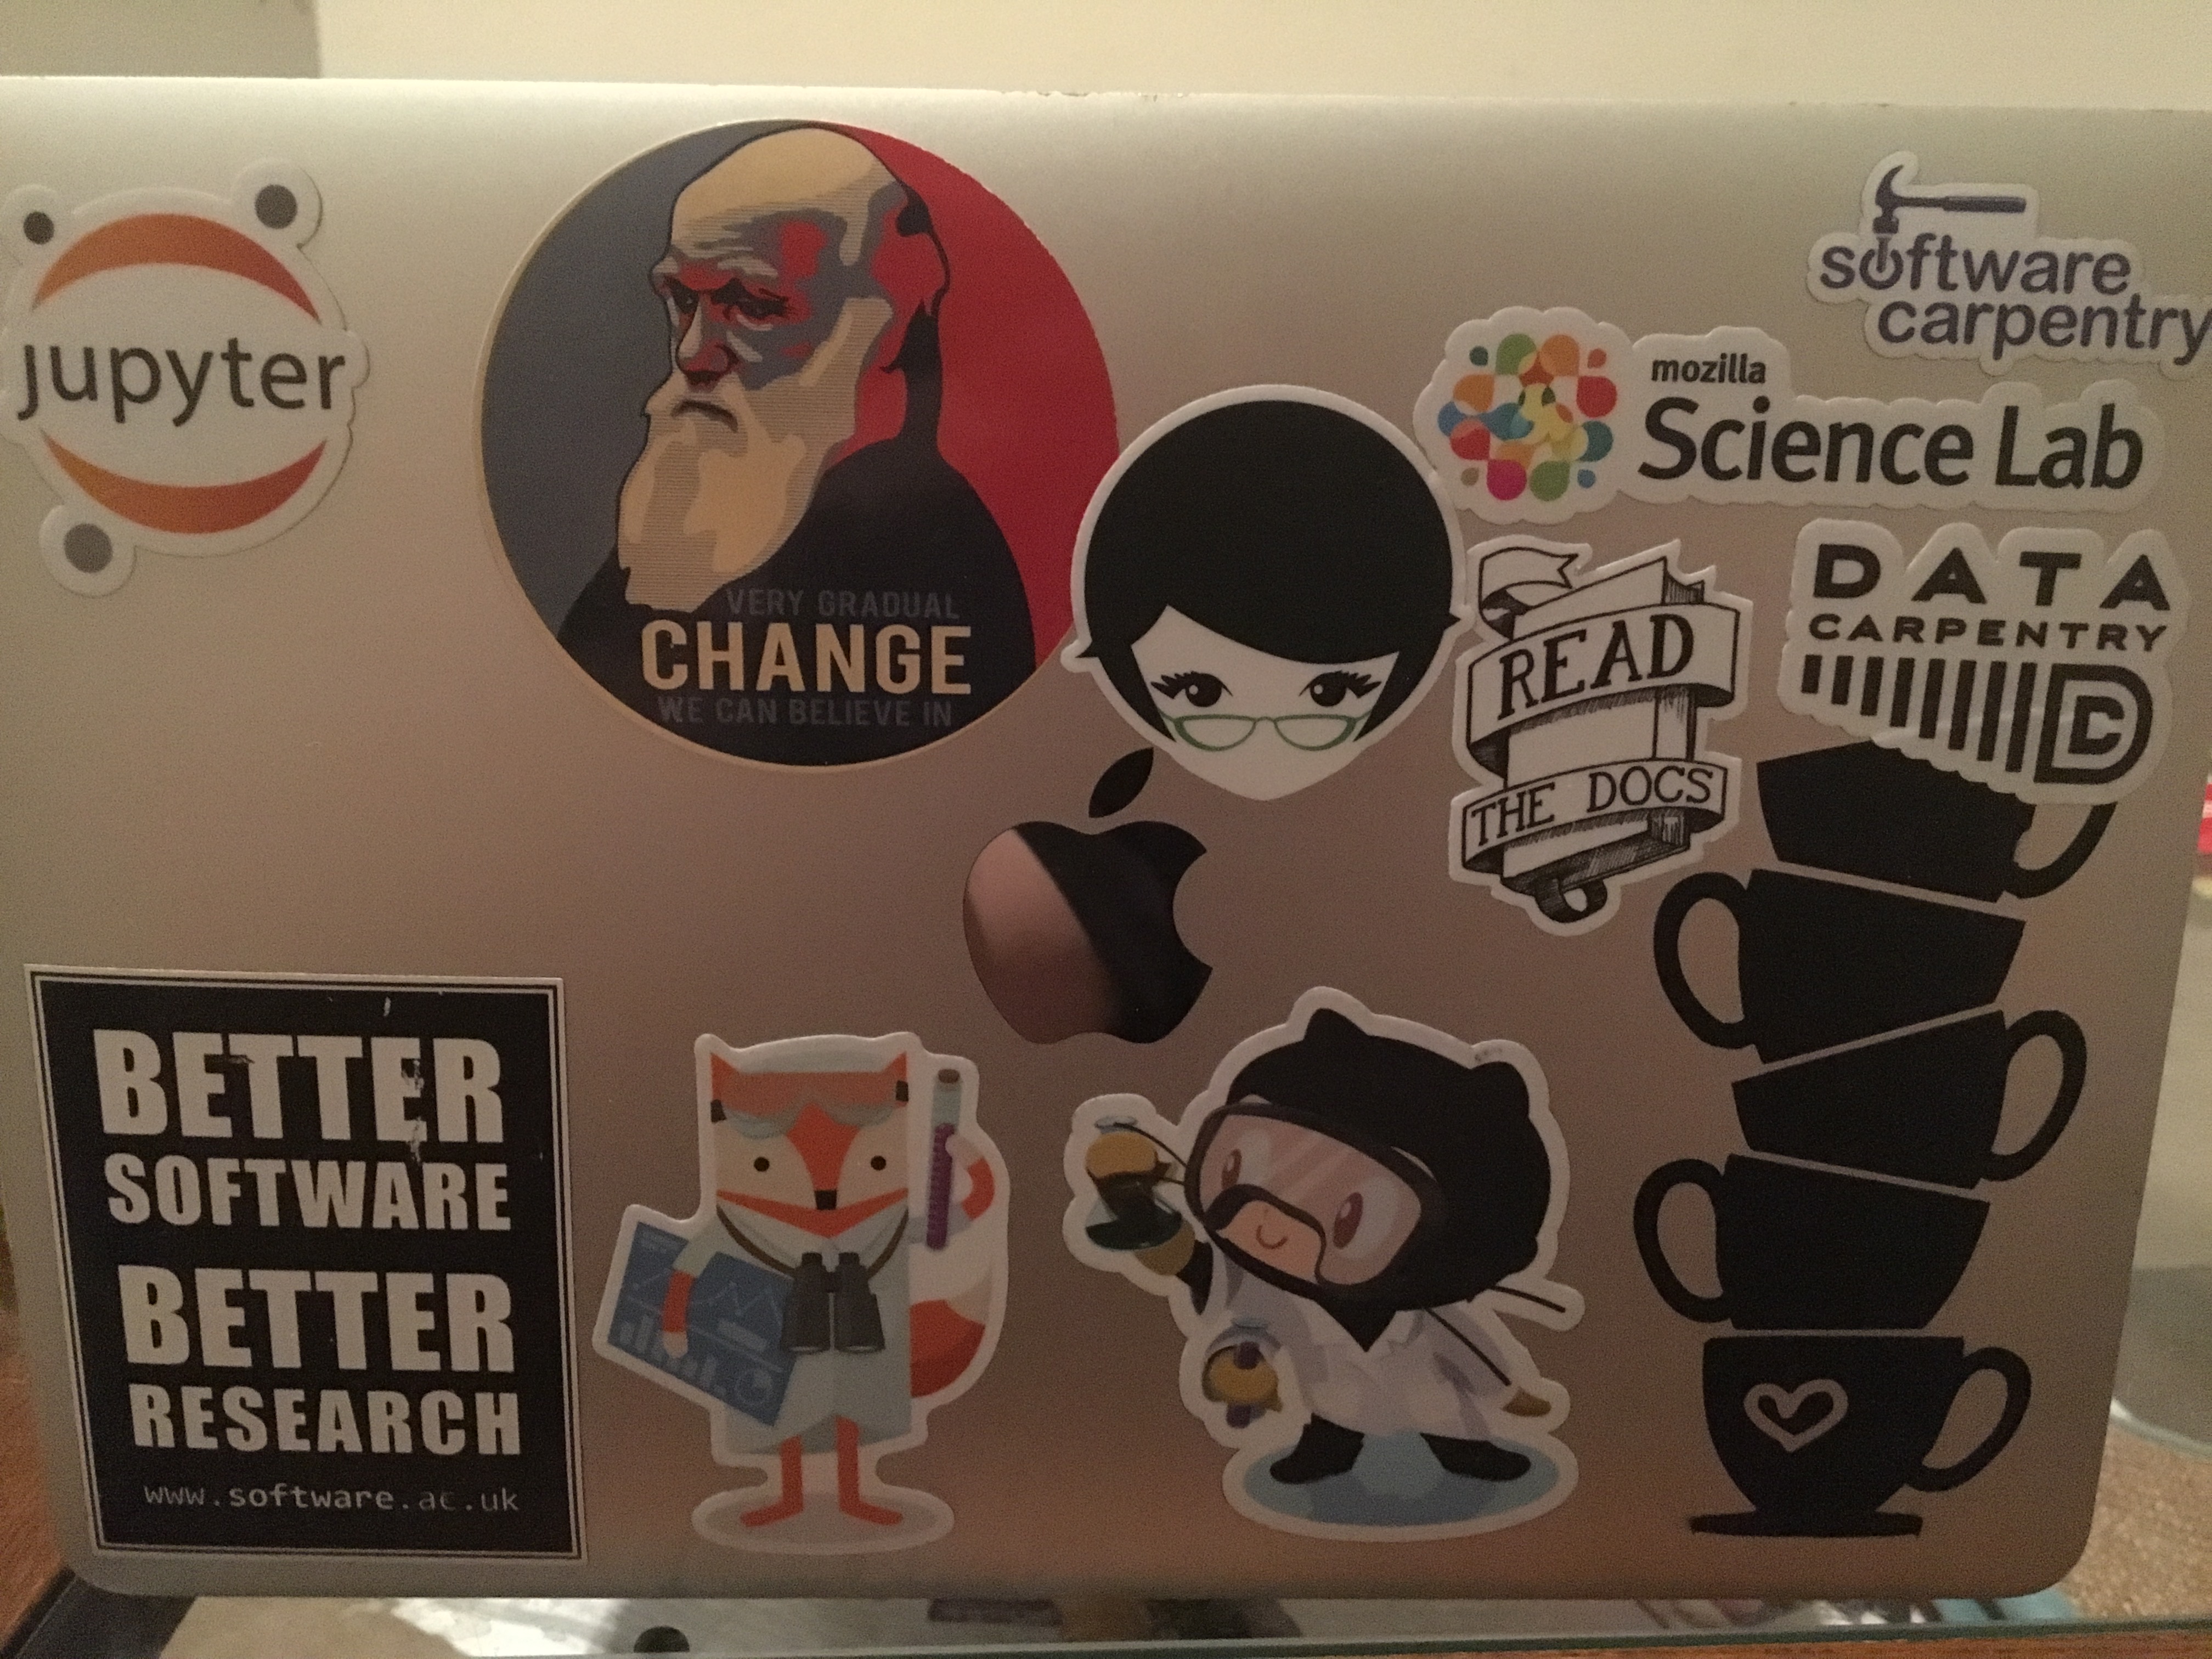 jupyter
VERY GRADUAL
CHANGE
WE CAN BELIEVE IN
software
carpentry
mozilla
Science Lab
READ
THE DOCS
DATA
CARPENTRY
DC
BETTER
SOFTWARE
BETTER
RESEARCH
www.software.ac.uk